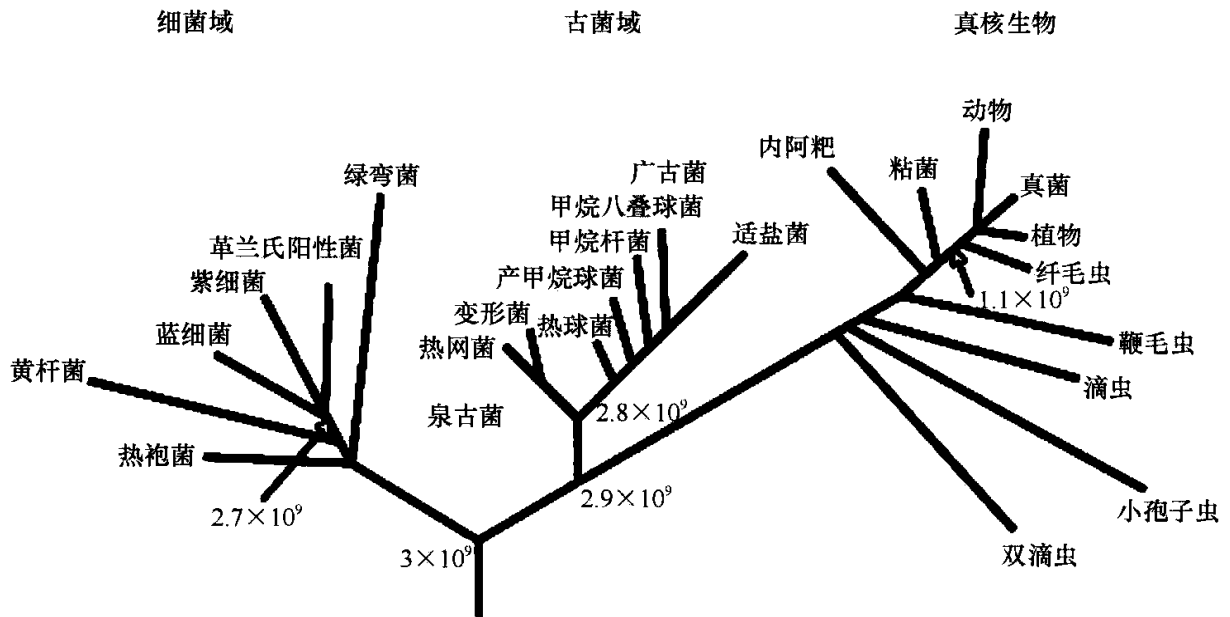 细菌域
古菌域
真核生物
动物
内阿粑
粘菌
真菌
植物
纤毛虫
1.1×10⁹
鞭毛虫
滴虫
小孢子虫
双滴虫
广古菌
甲烷八叠球菌
甲烷杆菌
适盐菌
产甲烷球菌
变形菌
热球菌
热网菌
泉古菌
2.8×10⁹
2.9×10⁹
绿弯菌
革兰氏阳性菌
紫细菌
蓝细菌
黄杆菌
热袍菌
2.7×10⁹
3×10⁹